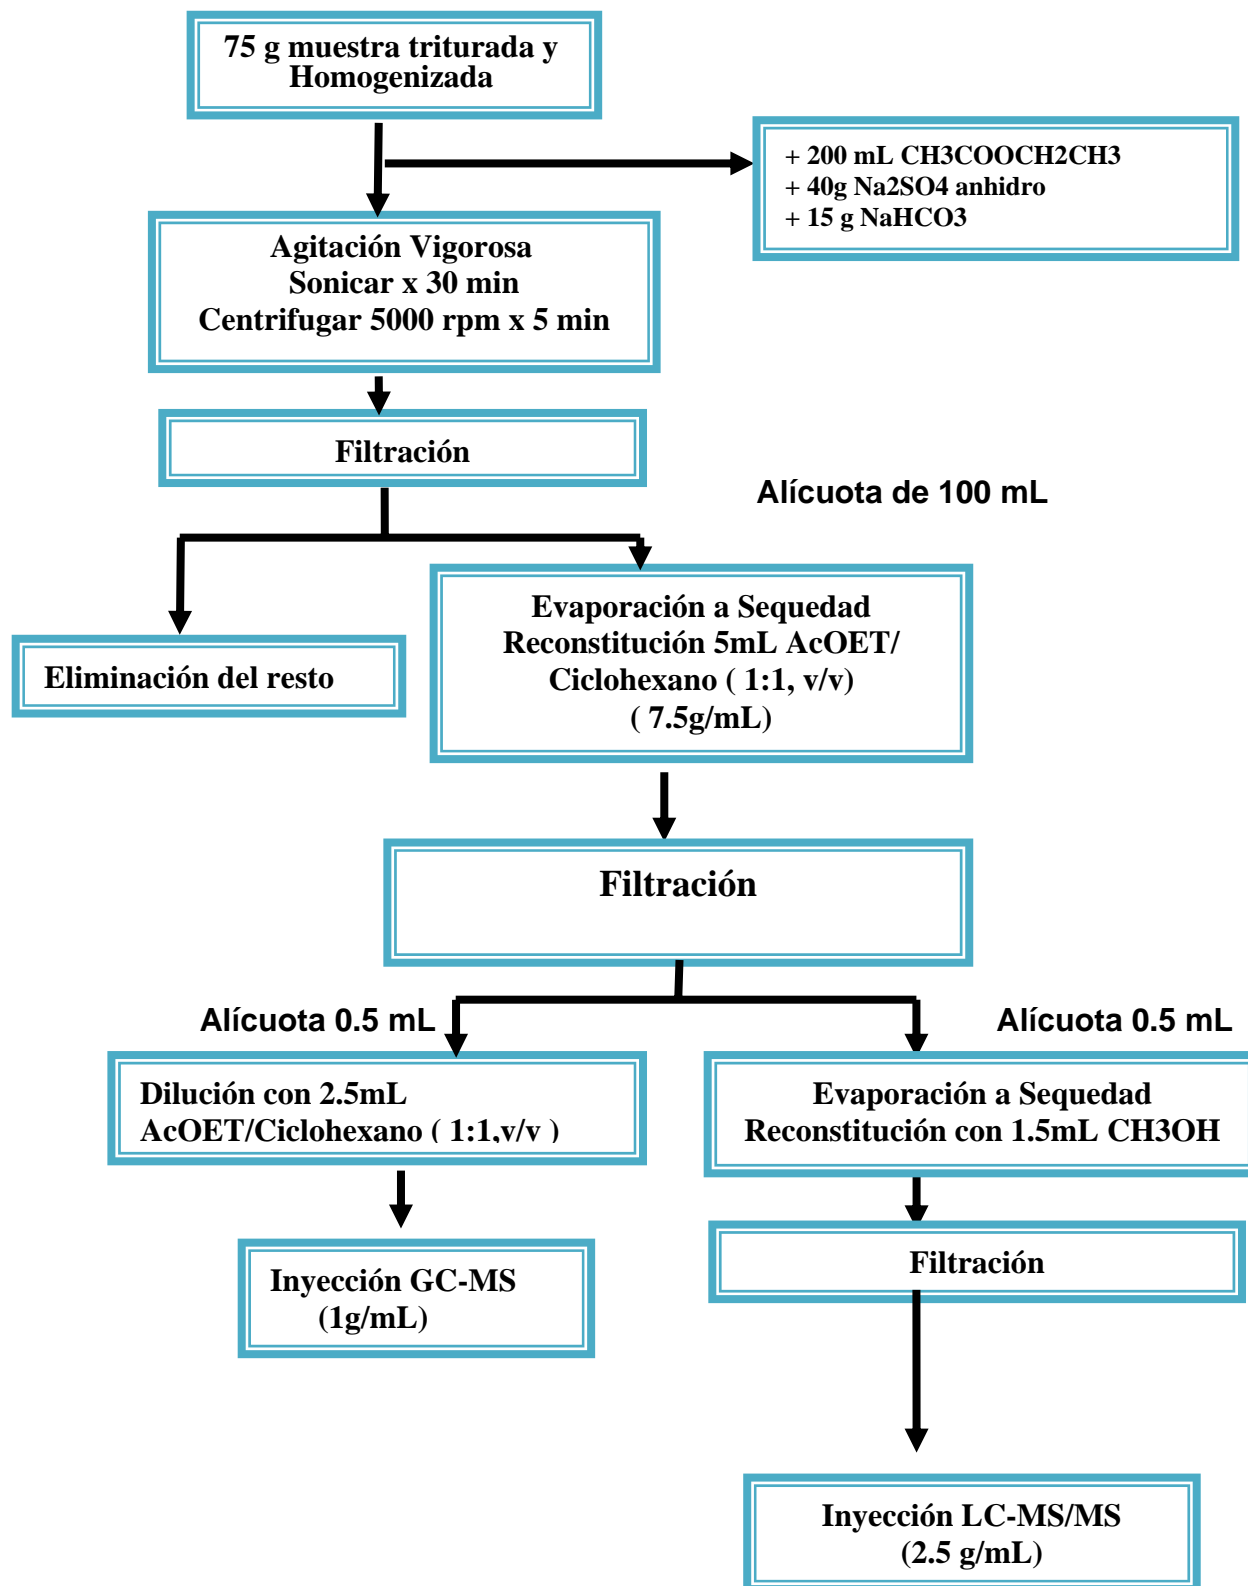 75 g muestra triturada y
Homogenizada
+ 200 mL CH3COOCH2CH3
+ 40g Na2SO4 anhidro
+ 15 g NaHCO3
Agitación Vigorosa
Sonicar x 30 min
Centrifugar 5000 rpm x 5 min
Filtración
Alícuota de 100 mL
Eliminación del resto
Evaporación a Sequedad
Reconstitución 5mL AcOET/
Ciclohexano ( 1:1, v/v)
( 7.5g/mL)
Filtración
Alícuota 0.5 mL
Alícuota 0.5 mL
Dilución con 2.5mL
AcOET/Ciclohexano ( 1:1,v/v )
Evaporación a Sequedad
Reconstitución con 1.5mL CH3OH
Inyección GC-MS
(1g/mL)
Filtración
Inyección LC-MS/MS
(2.5 g/mL)